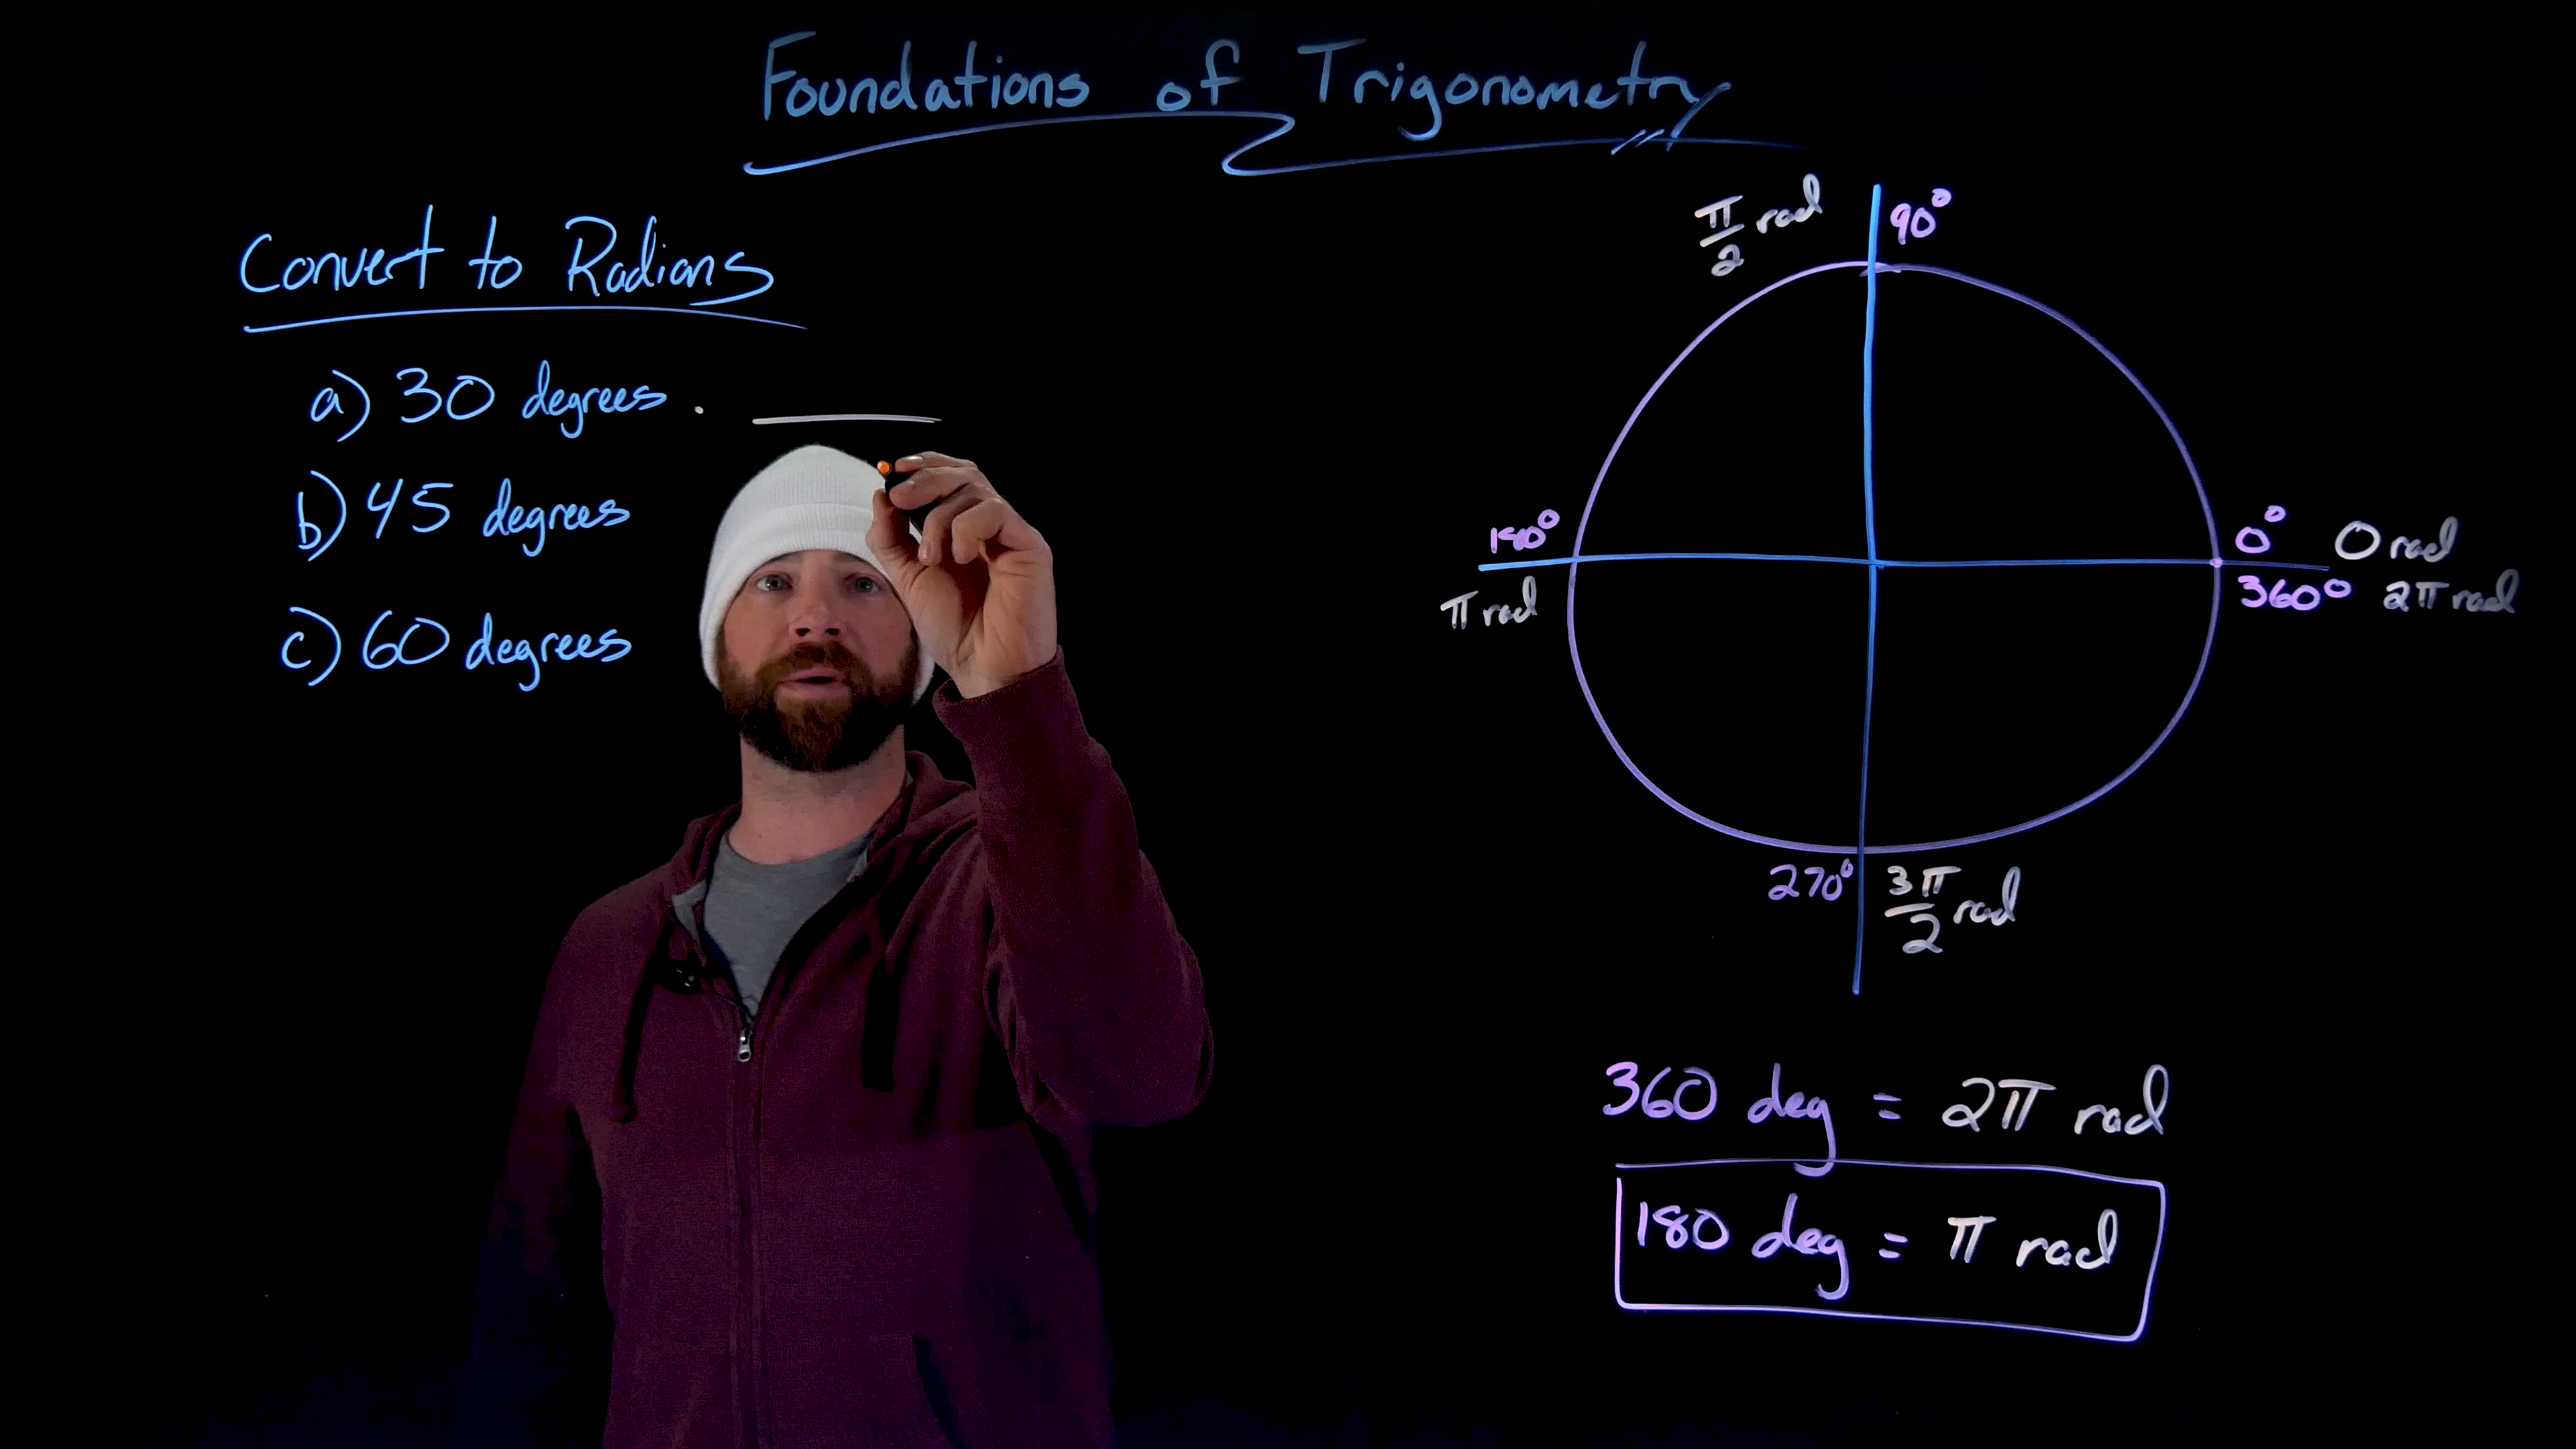 Foundations of Trigonometry
Convert to Radians
a) 30 degrees ·
b) 45 degrees
c) 60 degrees
π/2 rad 90°
180° 0° 0 rad
π rad 360° 2π rad
270° 3π/2 rad
360 deg = 2π rad
180 deg = π rad